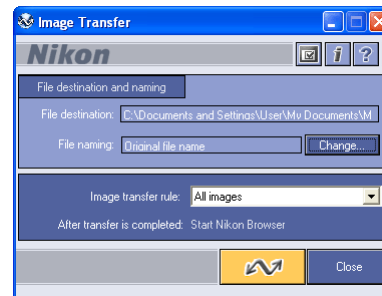 Image Transfer
Nikon
File destination and naming
File destination: C:\Documents and Settings\User\My Documents\M
File naming: Original file name Change...
Image transfer rule: All images
After transfer is completed: Start Nikon Browser
Close